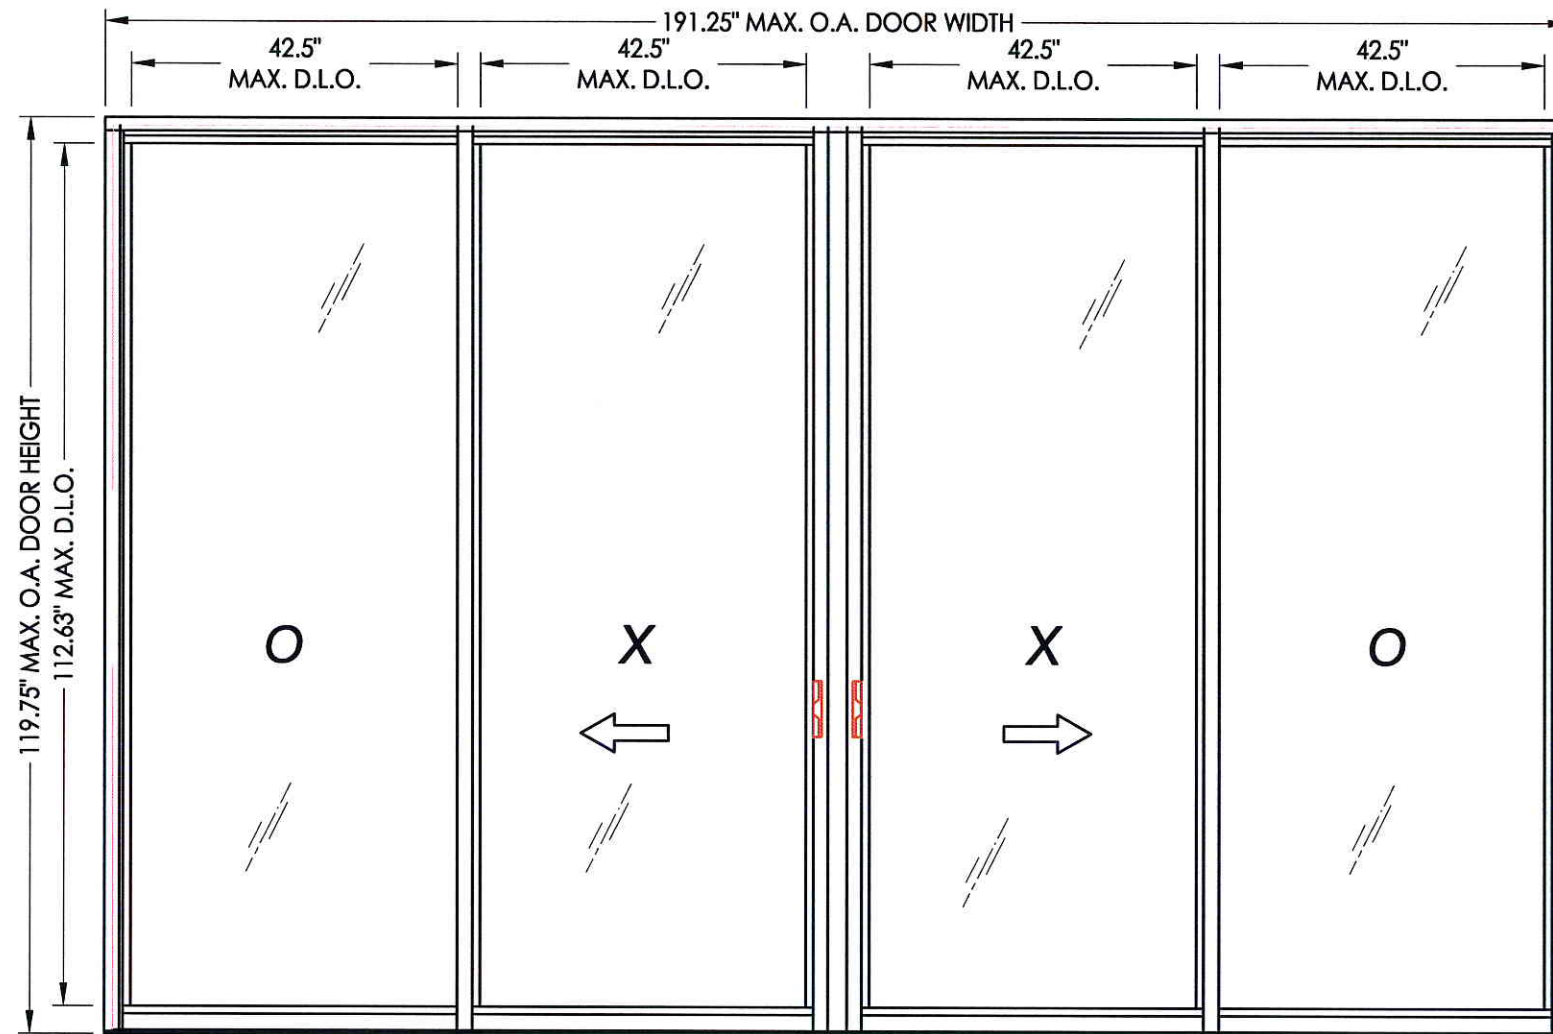 191.25" MAX. O.A. DOOR WIDTH
42.5"
MAX. D.L.O.
42.5"
MAX. D.L.O.
42.5"
MAX. D.L.O.
42.5"
MAX. D.L.O.
119.75" MAX. O.A. DOOR HEIGHT
112.63" MAX. D.L.O.
O
X
X
O